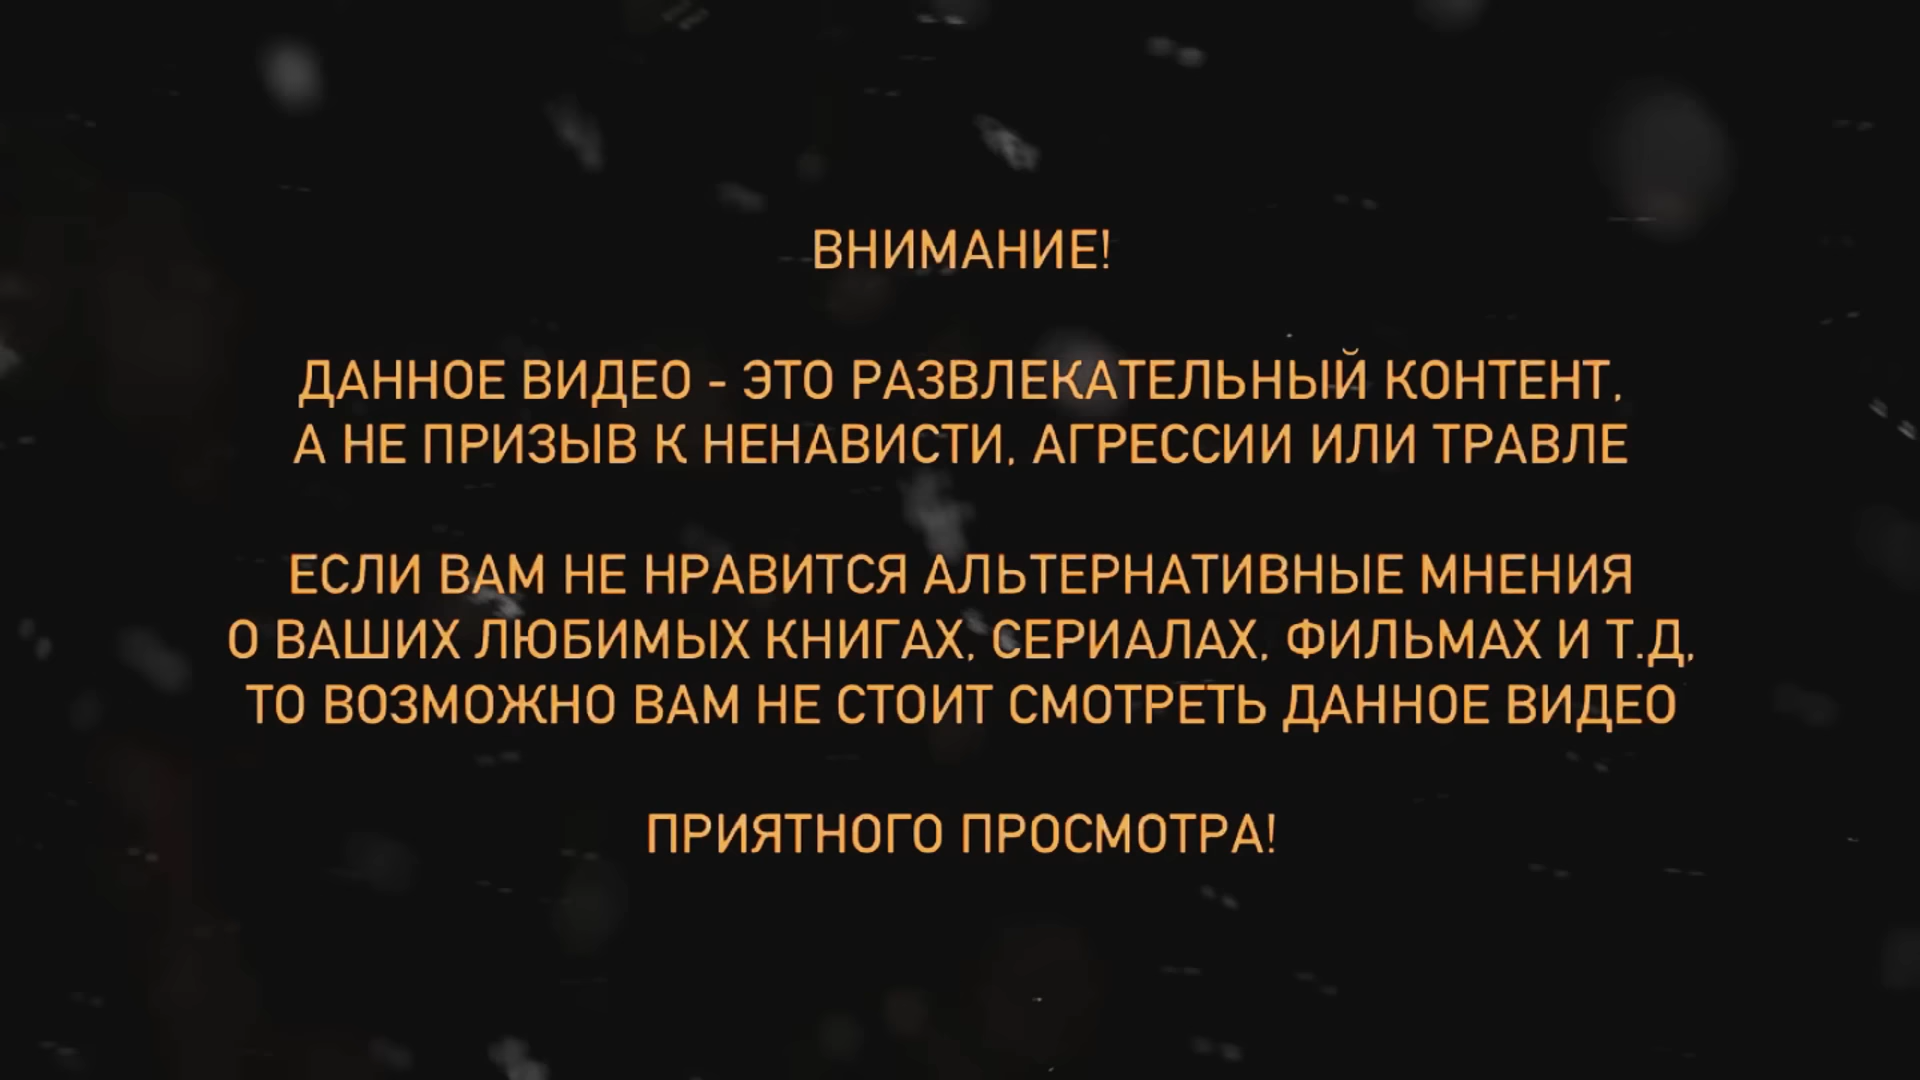 ВНИМАНИЕ!
ДАННОЕ ВИДЕО - ЭТО РАЗВЛЕКАТЕЛЬНЫЙ КОНТЕНТ,
А НЕ ПРИЗЫВ К НЕНАВИСТИ, АГРЕССИИ ИЛИ ТРАВЛЕ
ЕСЛИ ВАМ НЕ НРАВИТСЯ АЛЬТЕРНАТИВНЫЕ МНЕНИЯ
О ВАШИХ ЛЮБИМЫХ КНИГАХ, СЕРИАЛАХ, ФИЛЬМАХ И Т.Д,
ТО ВОЗМОЖНО ВАМ НЕ СТОИТ СМОТРЕТЬ ДАННОЕ ВИДЕО
ПРИЯТНОГО ПРОСМОТРА!